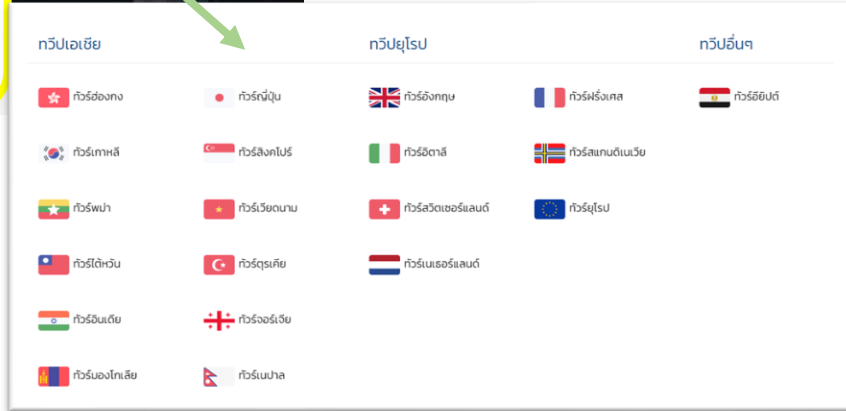 ทวีปเอเชีย ทวีปยุโรป ทวีปอื่นๆ
ทัวร์ฮ่องกง ทัวร์ญี่ปุ่น ทัวร์อังกฤษ ทัวร์ฝรั่งเศส ทัวร์อียิปต์
ทัวร์เกาหลี ทัวร์สิงคโปร์ ทัวร์อิตาลี ทัวร์สแกนดิเนเวีย
ทัวร์พม่า ทัวร์เวียดนาม ทัวร์สวิตเซอร์แลนด์ ทัวร์ยุโรป
ทัวร์ไต้หวัน ทัวร์ตุรเคีย ทัวร์เนเธอร์แลนด์
ทัวร์อินเดีย ทัวร์จอร์เจีย
ทัวร์มองโกเลีย ทัวร์เนปาล